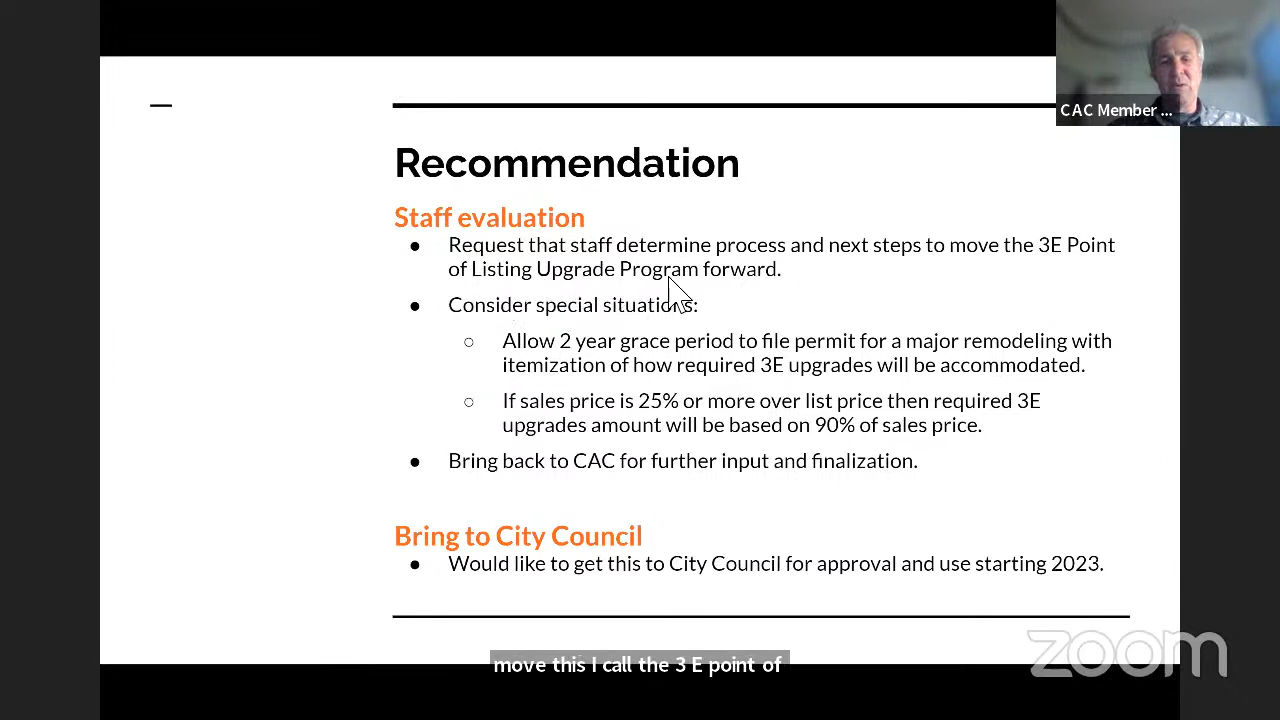 CAC Member ...
Recommendation
Staff evaluation
● Request that staff determine process and next steps to move the 3E Point
of Listing Upgrade Program forward.
● Consider special situations:
○ Allow 2 year grace period to file permit for a major remodeling with
itemization of how required 3E upgrades will be accommodated.
○ If sales price is 25% or more over list price then required 3E
upgrades amount will be based on 90% of sales price.
● Bring back to CAC for further input and finalization.
Bring to City Council
● Would like to get this to City Council for approval and use starting 2023.
zoom
move this I call the 3 E point of